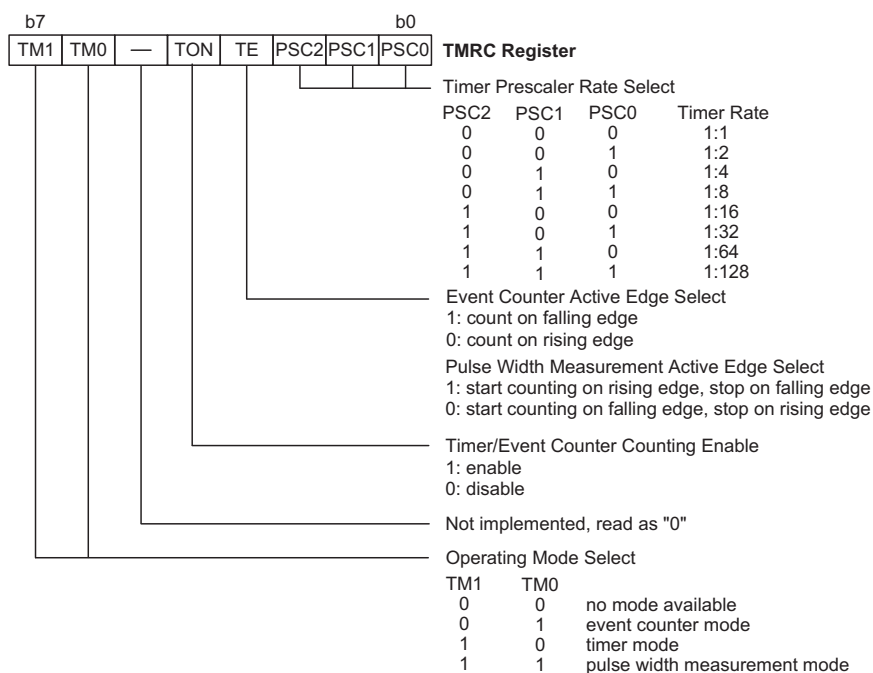 b7 b0
TM1 TM0 — TON TE PSC2 PSC1 PSC0 TMRC Register
Timer Prescaler Rate Select
PSC2 PSC1 PSC0 Timer Rate
0 0 0 1:1
0 0 1 1:2
0 1 0 1:4
0 1 1 1:8
1 0 0 1:16
1 0 1 1:32
1 1 0 1:64
1 1 1 1:128
Event Counter Active Edge Select
1: count on falling edge
0: count on rising edge
Pulse Width Measurement Active Edge Select
1: start counting on rising edge, stop on falling edge
0: start counting on falling edge, stop on rising edge
Timer/Event Counter Counting Enable
1: enable
0: disable
Not implemented, read as "0"
Operating Mode Select
TM1 TM0
0 0 no mode available
0 1 event counter mode
1 0 timer mode
1 1 pulse width measurement mode